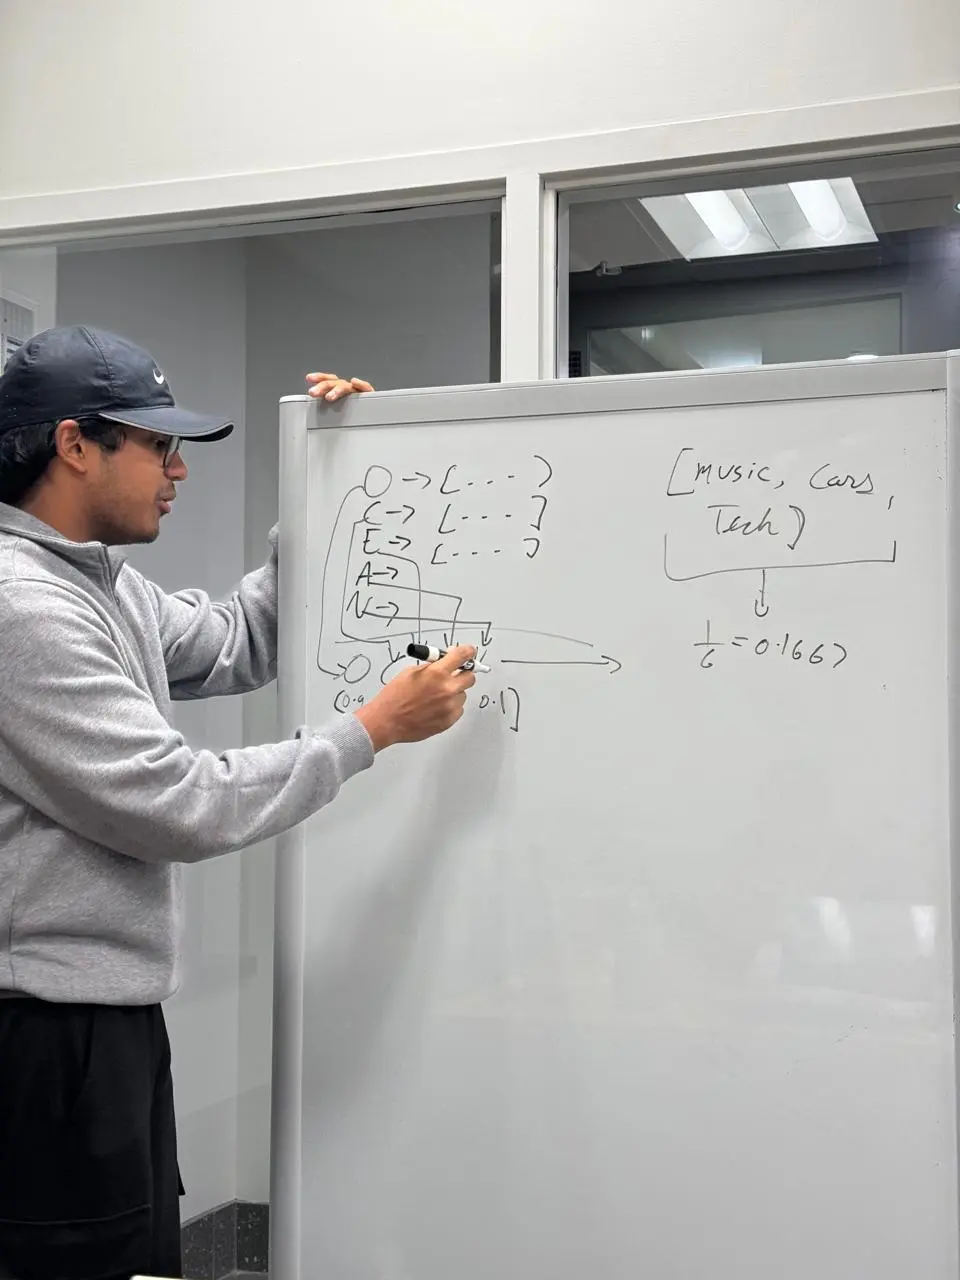 O → [ - - - )
C → [ - - - ]
E → [ - - - ]
A →
N →
O C
(0.9 0.1]
[Music, Cars,
Tech]
1/6 = 0.1667